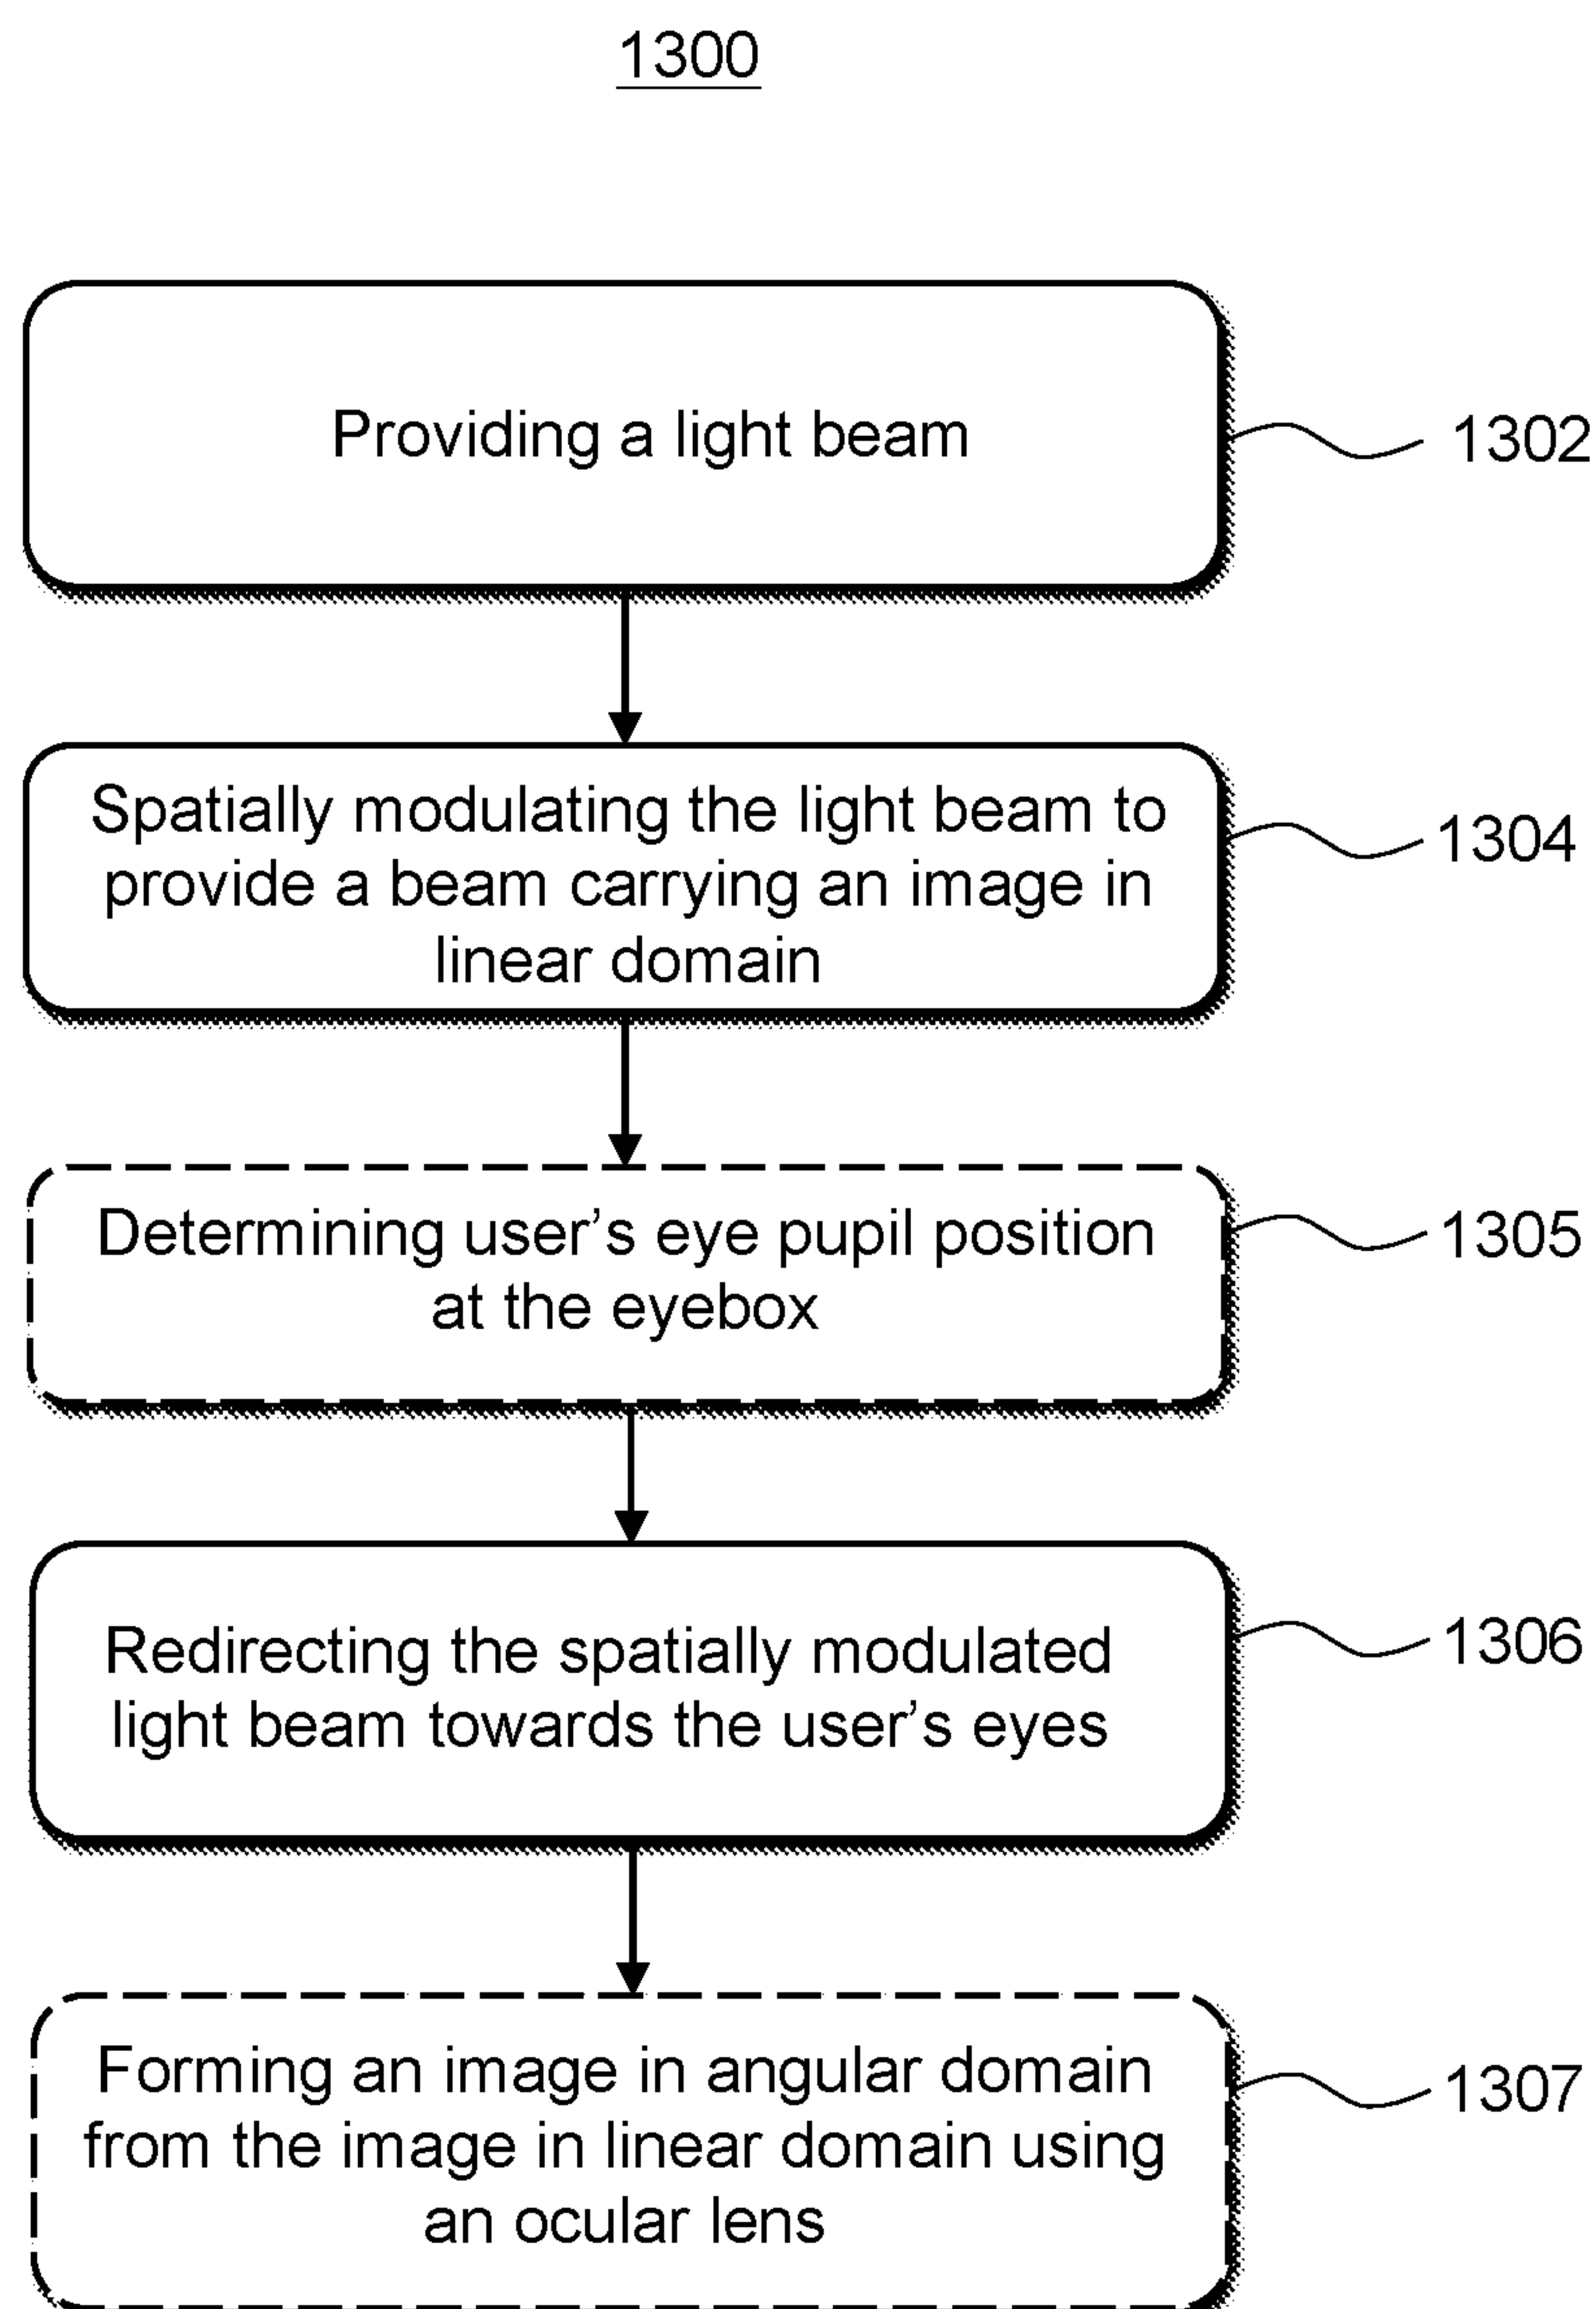 1300
Providing a light beam
1302
Spatially modulating the light beam to
provide a beam carrying an image in
linear domain
1304
Determining user’s eye pupil position
at the eyebox
1305
Redirecting the spatially modulated
light beam towards the user’s eyes
1306
Forming an image in angular domain
from the image in linear domain using
an ocular lens
1307